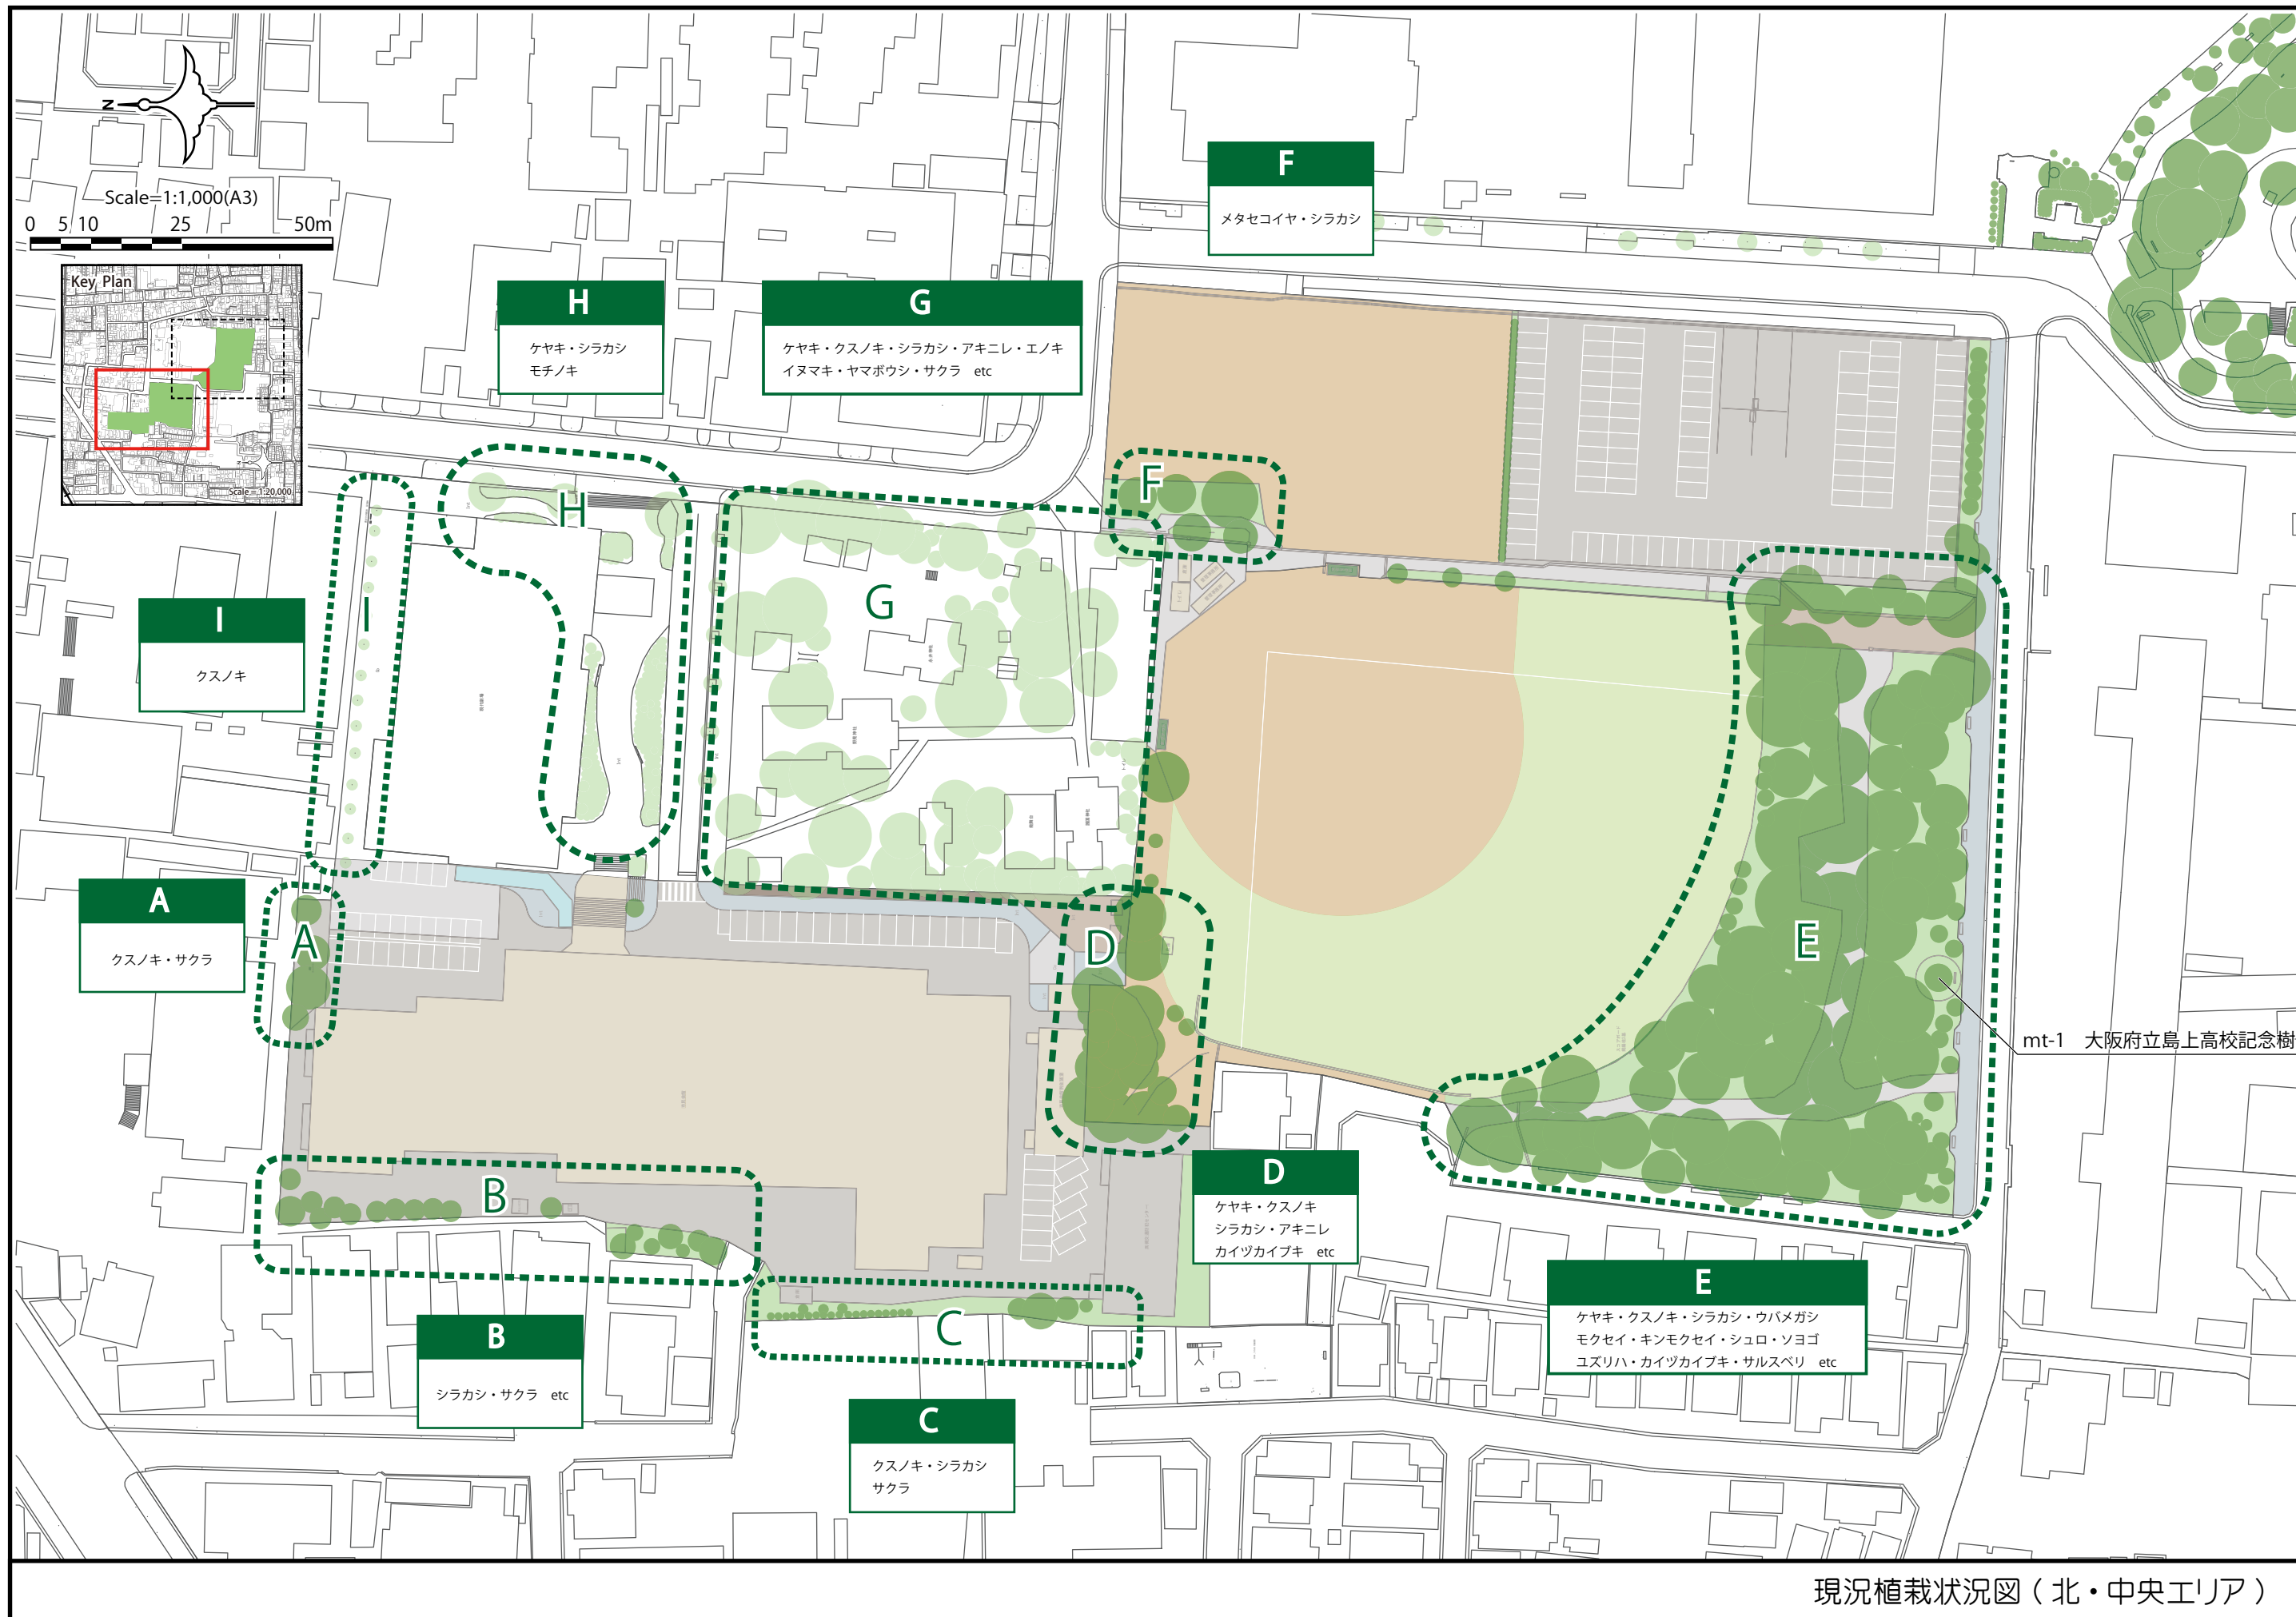 N
Scale=1:1,000(A3)
0 5 10 25 50m
Key Plan
Scale = 1:20,000
F
メタセコイヤ・シラカシ
H
ケヤキ・シラカシ
モチノキ
G
ケヤキ・クスノキ・シラカシ・アキニレ・エノキ
イヌマキ・ヤマボウシ・サクラ etc
F
H
G
I
I
クスノキ
A
クスノキ・サクラ
A
D
E
mt-1 大阪府立島上高校記念樹
B
D
ケヤキ・クスノキ
シラカシ・アキニレ
カイヅカイブキ etc
E
ケヤキ・クスノキ・シラカシ・ウバメガシ
モクセイ・キンモクセイ・シュロ・ソヨゴ
ユズリハ・カイヅカイブキ・サルスベリ etc
B
シラカシ・サクラ etc
C
C
クスノキ・シラカシ
サクラ
現況植栽状況図（北・中央エリア）